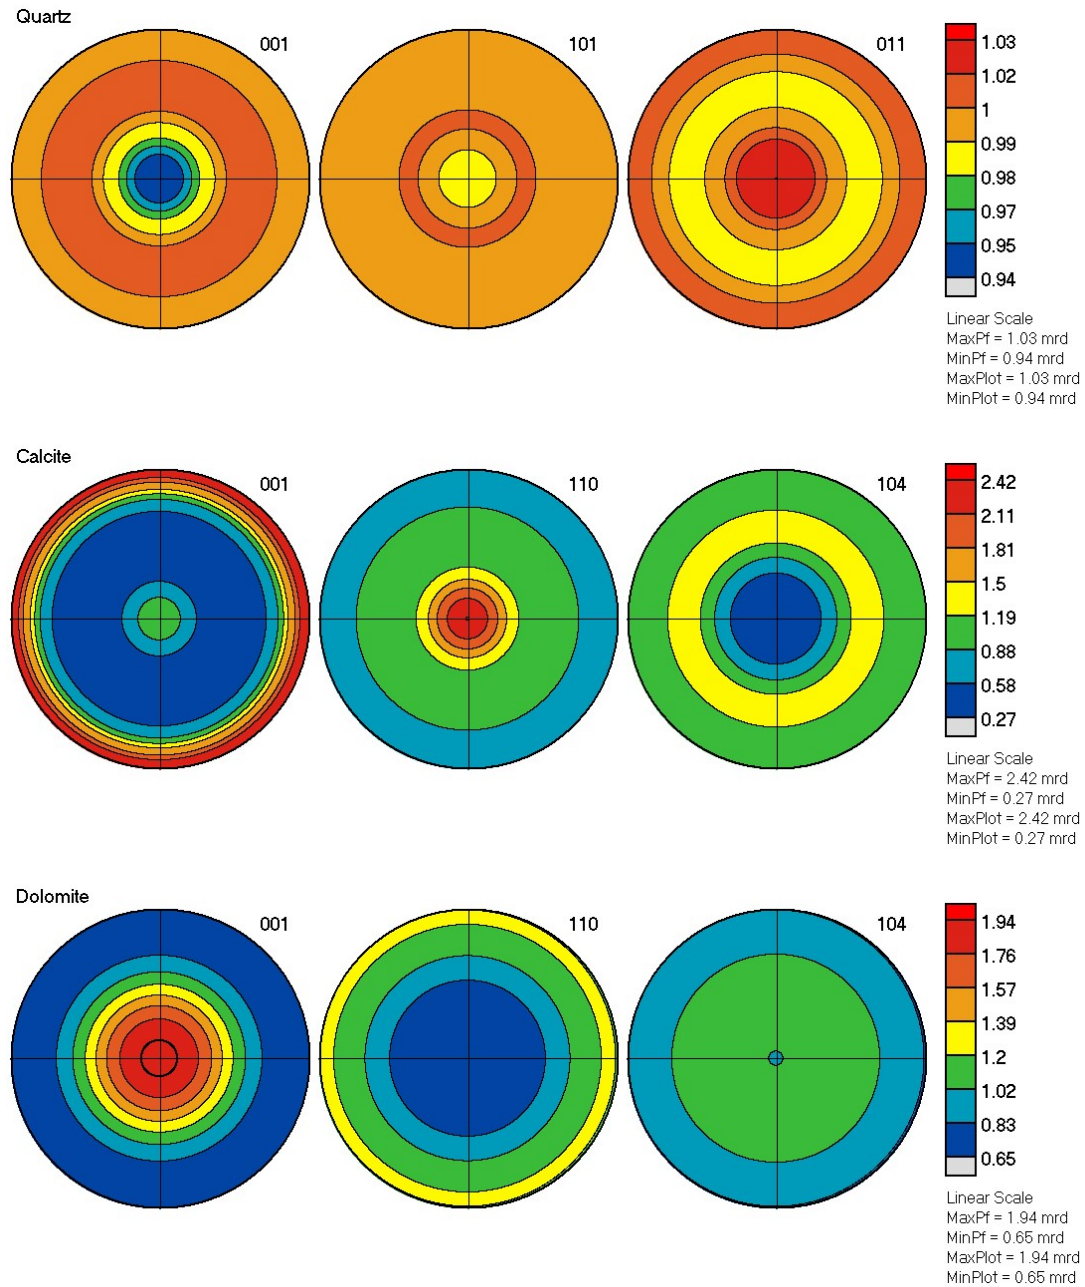 Quartz
001
101
011
1.03
1.02
1
0.99
0.98
0.97
0.95
0.94
Linear Scale
MaxPf = 1.03 mrd
MinPf = 0.94 mrd
MaxPlot = 1.03 mrd
MinPlot = 0.94 mrd
Calcite
001
110
104
2.42
2.11
1.81
1.5
1.19
0.88
0.58
0.27
Linear Scale
MaxPf = 2.42 mrd
MinPf = 0.27 mrd
MaxPlot = 2.42 mrd
MinPlot = 0.27 mrd
Dolomite
001
110
104
1.94
1.76
1.57
1.39
1.2
1.02
0.83
0.65
Linear Scale
MaxPf = 1.94 mrd
MinPf = 0.65 mrd
MaxPlot = 1.94 mrd
MinPlot = 0.65 mrd